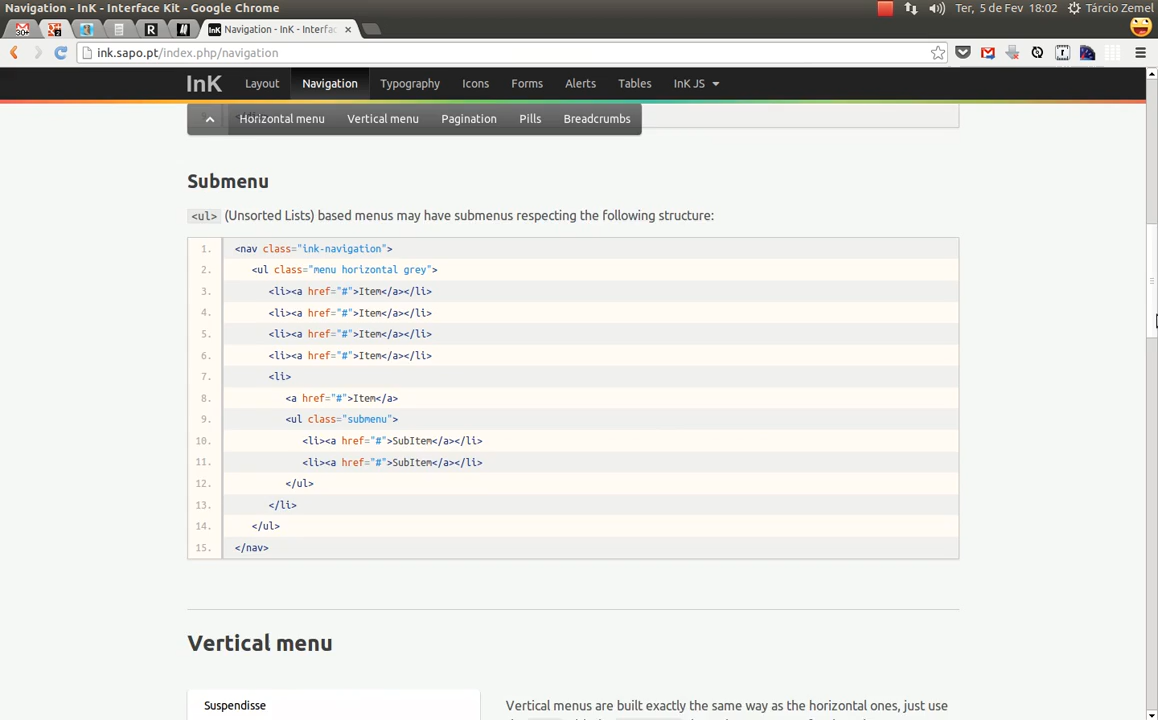 Navigation - InK - Interface Kit - Google Chrome
Ter, 5 de Fev 18:02 Tárcio Zemel
30+
R
InK Navigation - InK - Interfac ×
ink.sapo.pt/index.php/navigation
InK Layout Navigation Typography Icons Forms Alerts Tables InK JS
Horizontal menu Vertical menu Pagination Pills Breadcrumbs
Submenu
<ul> (Unsorted Lists) based menus may have submenus respecting the following structure:
1. <nav class="ink-navigation">
2. <ul class="menu horizontal grey">
3. <li><a href="#">Item</a></li>
4. <li><a href="#">Item</a></li>
5. <li><a href="#">Item</a></li>
6. <li><a href="#">Item</a></li>
7. <li>
8. <a href="#">Item</a>
9. <ul class="submenu">
10. <li><a href="#">SubItem</a></li>
11. <li><a href="#">SubItem</a></li>
12. </ul>
13. </li>
14. </ul>
15. </nav>
Vertical menu
Suspendisse
Vertical menus are built exactly the same way as the horizontal ones, just use